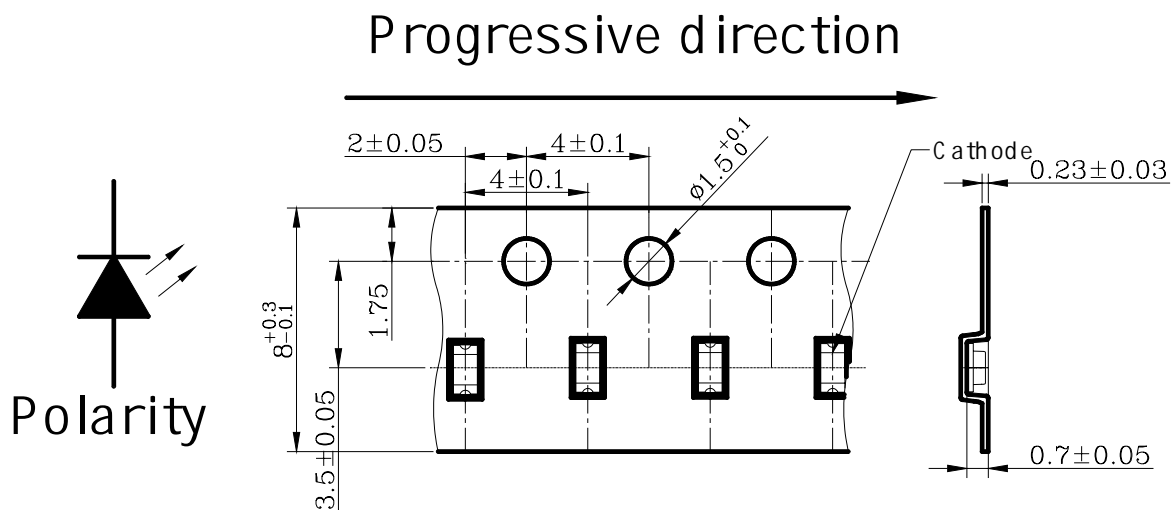 Progressive direction
2±0.05
4±0.1
4±0.1
ø1.5 +0.1 0
Cathode
0.23±0.03
1.75
8 +0.3 -0.1
3.5±0.05
0.7±0.05
Polarity